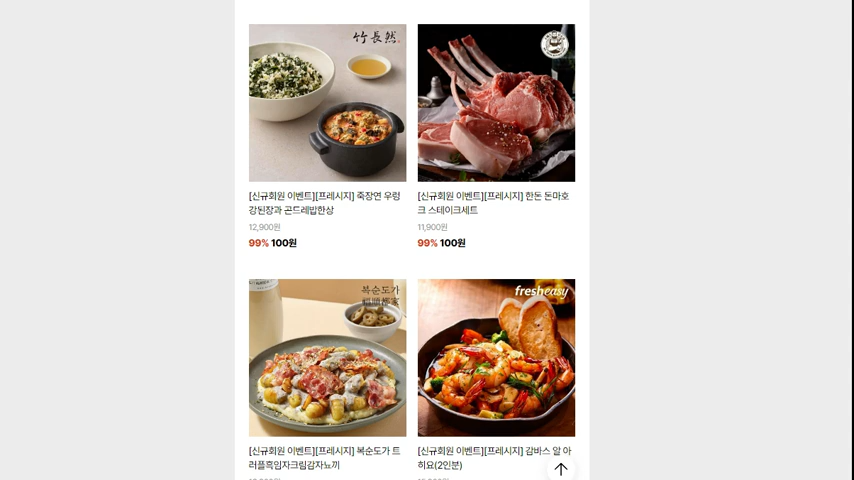 竹長然
[신규회원 이벤트][프레시지] 죽장연 우렁
강된장과 곤드레밥한상
12,900원
99% 100원
[신규회원 이벤트][프레시지] 한돈 돈마호
크 스테이크세트
11,900원
99% 100원
복순도가
福順都家
fresheasy
[신규회원 이벤트][프레시지] 복순도가 트
러플흑임자크림감자뇨끼
[신규회원 이벤트][프레시지] 감바스 알 아
히요(2인분)